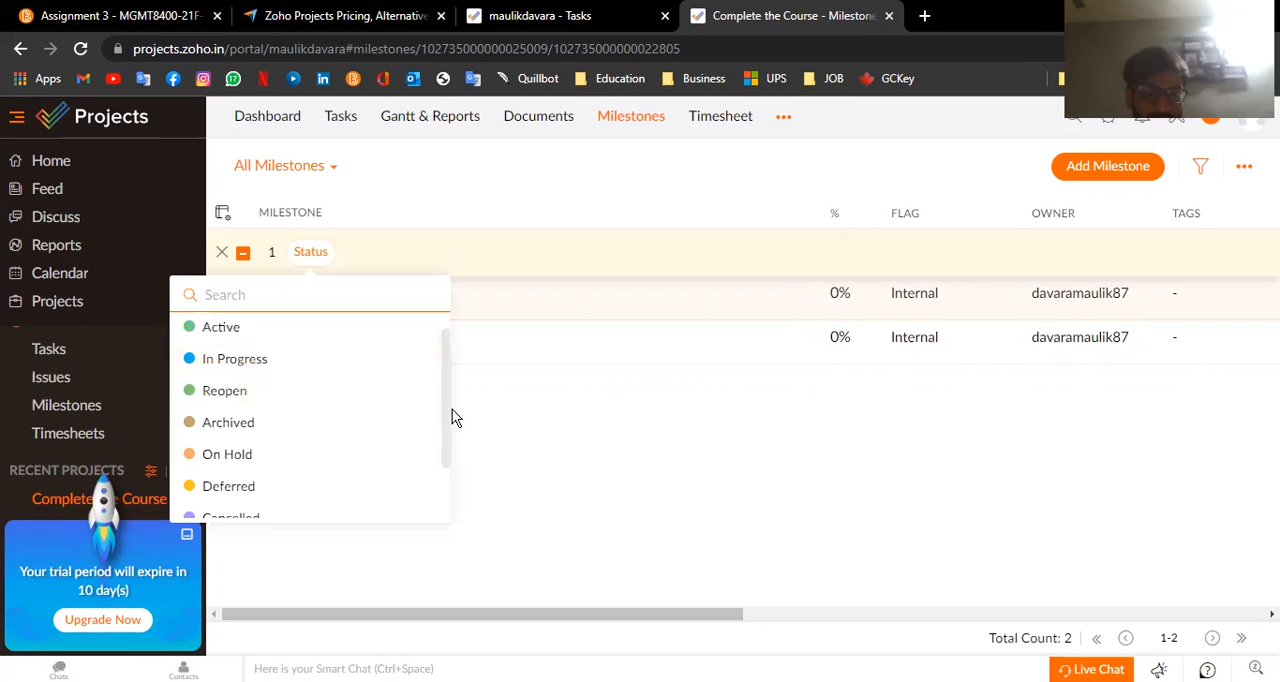 Assignment 3 - MGMT8400-21F-
Zoho Projects Pricing, Alternative
maulikdavara - Tasks
Complete the Course - Milestone
projects.zoho.in/portal/maulikdavara#milestones/102735000000025009/102735000000022805
Apps
Quillbot
Education
Business
UPS
JOB
GCKey
Projects
Dashboard
Tasks
Gantt & Reports
Documents
Milestones
Timesheet
Home
Feed
Discuss
Reports
Calendar
Projects
Tasks
Issues
Milestones
Timesheets
RECENT PROJECTS
Complete the Course
Your trial period will expire in
10 day(s)
Upgrade Now
All Milestones
Add Milestone
MILESTONE
%
FLAG
OWNER
TAGS
1
Status
Search
Active
In Progress
Reopen
Archived
On Hold
Deferred
Cancelled
0%
Internal
davaramaulik87
-
0%
Internal
davaramaulik87
-
Total Count: 2
1-2
Chats
Contacts
Here is your Smart Chat (Ctrl+Space)
Live Chat